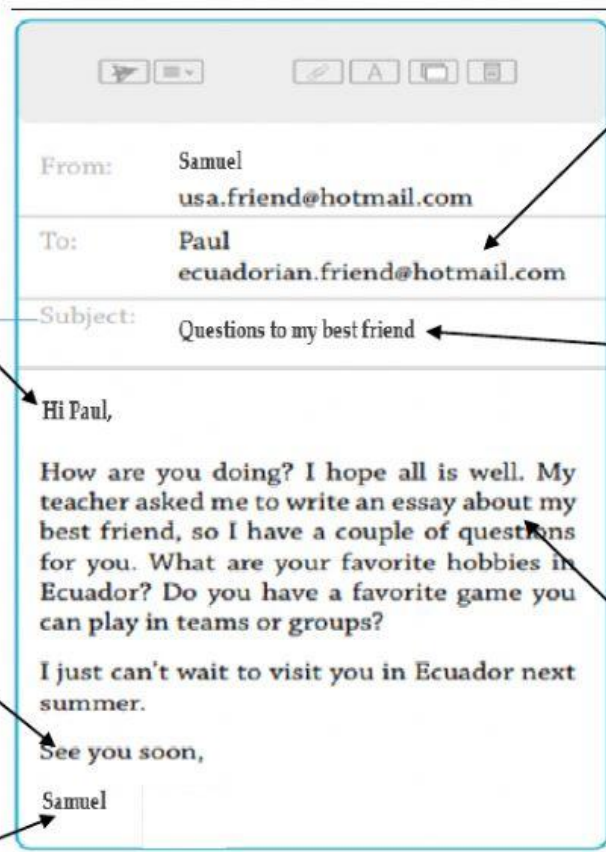 A
From:
Samuel
usa.friend@hotmail.com
To:
Paul
ecuadorian.friend@hotmail.com
Subject:
Questions to my best friend
Hi Paul,
How are you doing? I hope all is well. My
teacher asked me to write an essay about my
best friend, so I have a couple of questions
for you. What are your favorite hobbies in
Ecuador? Do you have a favorite game you
can play in teams or groups?
I just can't wait to visit you in Ecuador next
summer.
See you soon,
Samuel